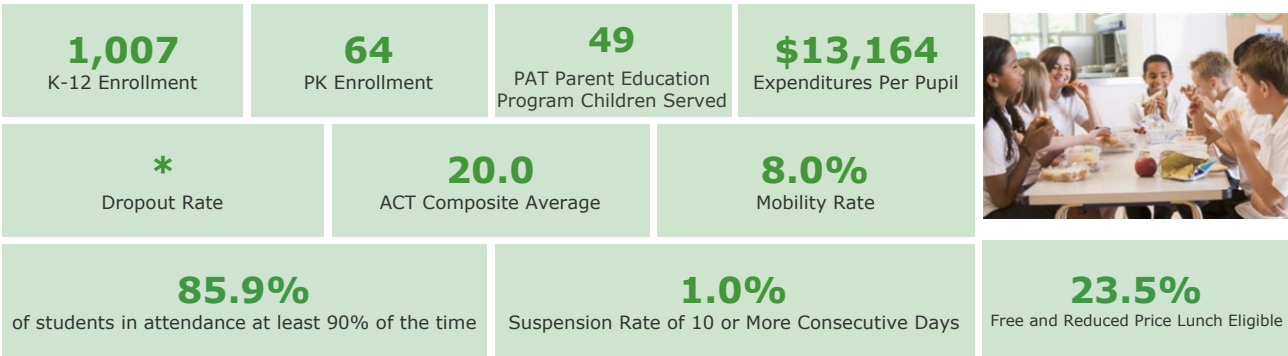 1,007
K-12 Enrollment
64
PK Enrollment
49
PAT Parent Education
Program Children Served
$13,164
Expenditures Per Pupil
*
Dropout Rate
20.0
ACT Composite Average
8.0%
Mobility Rate
85.9%
of students in attendance at least 90% of the time
1.0%
Suspension Rate of 10 or More Consecutive Days
23.5%
Free and Reduced Price Lunch Eligible